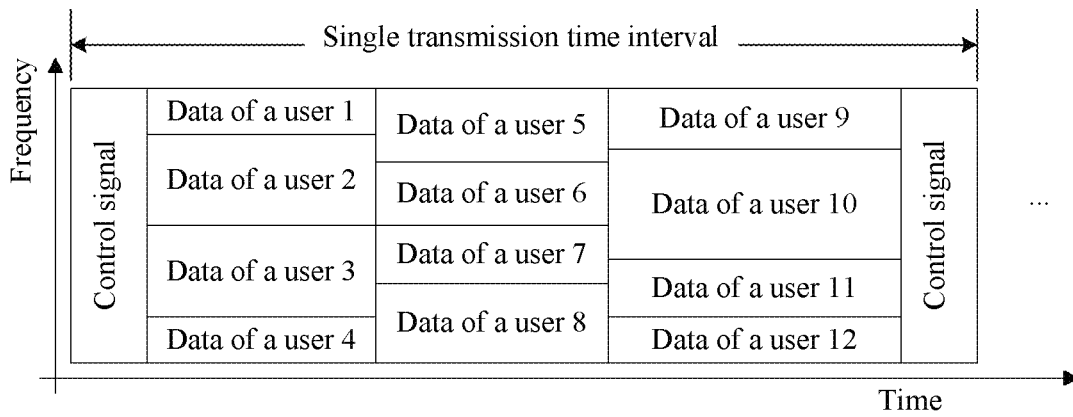 Single transmission time interval
Frequency
Control signal
Data of a user 1
Data of a user 2
Data of a user 3
Data of a user 4
Data of a user 5
Data of a user 6
Data of a user 7
Data of a user 8
Data of a user 9
Data of a user 10
Data of a user 11
Data of a user 12
Control signal
...
Time